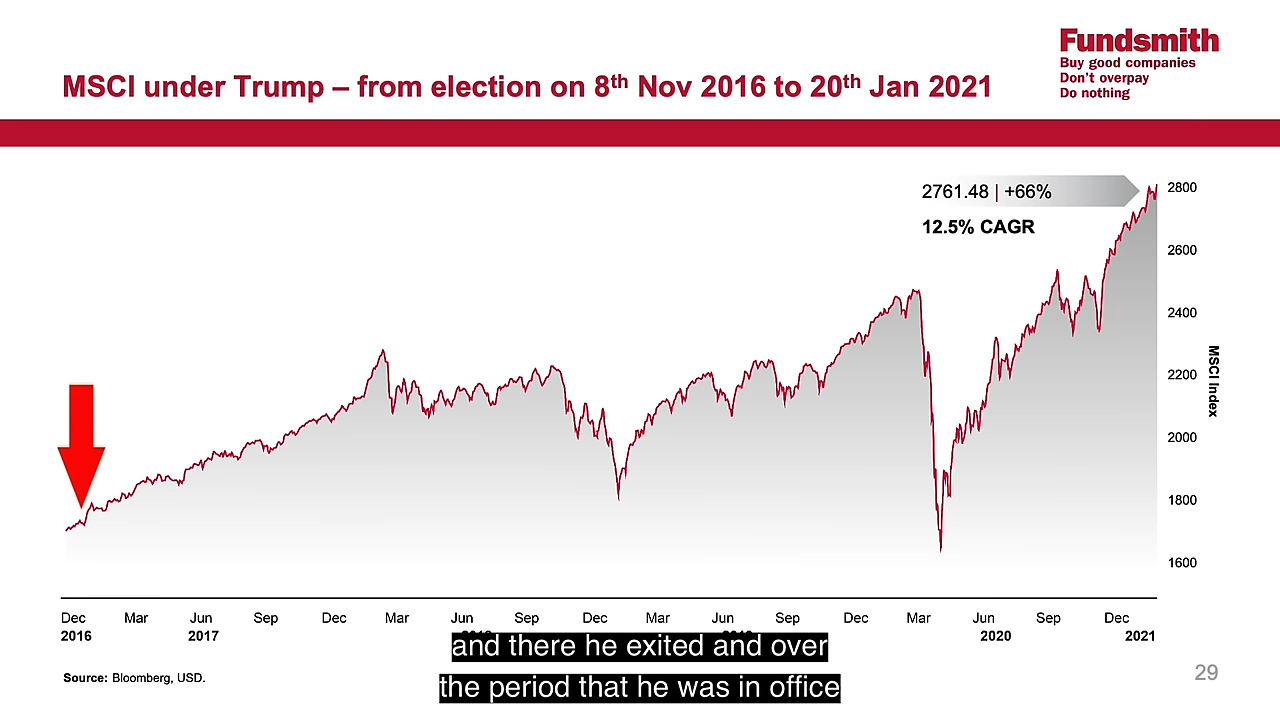 Fundsmith
Buy good companies
Don't overpay
Do nothing
MSCI under Trump – from election on 8th Nov 2016 to 20th Jan 2021
2761.48 | +66%
12.5% CAGR
2800
2600
2400
2200
2000
1800
1600
MSCI Index
Dec Mar Jun Sep Dec Mar Jun Sep Dec Mar Jun Sep Dec Mar Jun Sep Dec
2016 2017 2020 2021
and there he exited and over
the period that he was in office
Source: Bloomberg, USD.
29